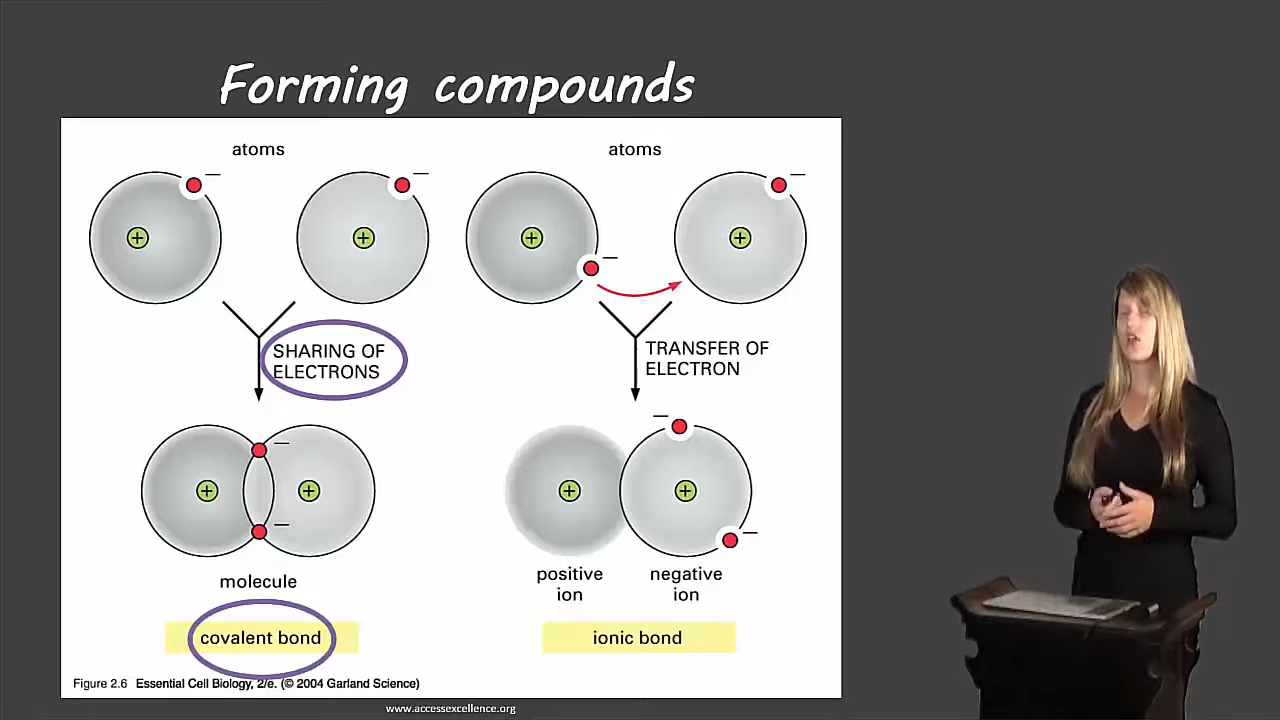 Forming compounds
atoms
atoms
SHARING OF
ELECTRONS
TRANSFER OF
ELECTRON
molecule
positive
ion
negative
ion
covalent bond
ionic bond
Figure 2.6 Essential Cell Biology, 2/e. (© 2004 Garland Science)
www.accessexcellence.org